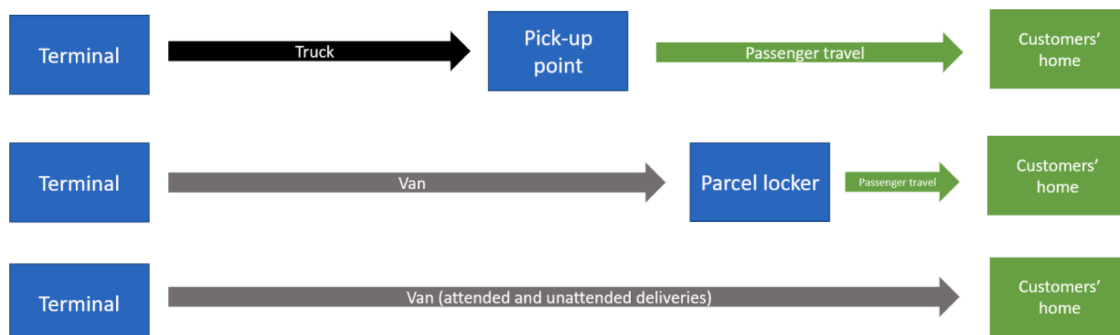 Terminal
Truck
Pick-up
point
Passenger travel
Customers'
home
Terminal
Van
Parcel locker
Passenger travel
Customers'
home
Terminal
Van (attended and unattended deliveries)
Customers'
home